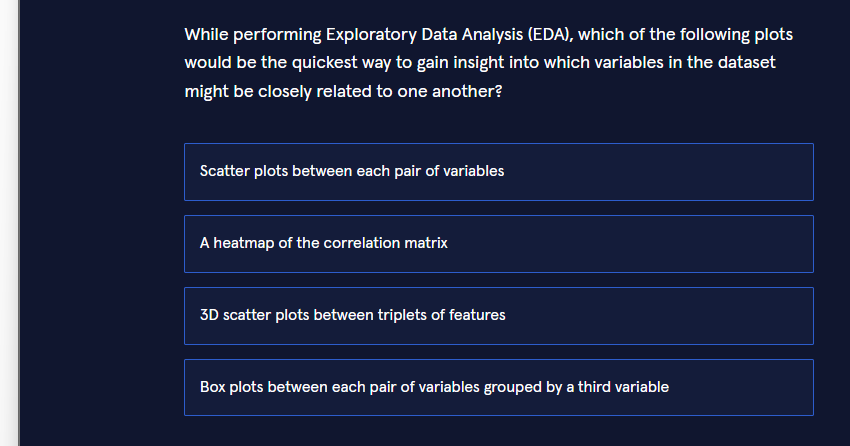 While performing Exploratory Data Analysis (EDA), which of the following plots
would be the quickest way to gain insight into which variables in the dataset
might be closely related to one another?
Scatter plots between each pair of variables
A heatmap of the correlation matrix
3D scatter plots between triplets of features
Box plots between each pair of variables grouped by a third variable